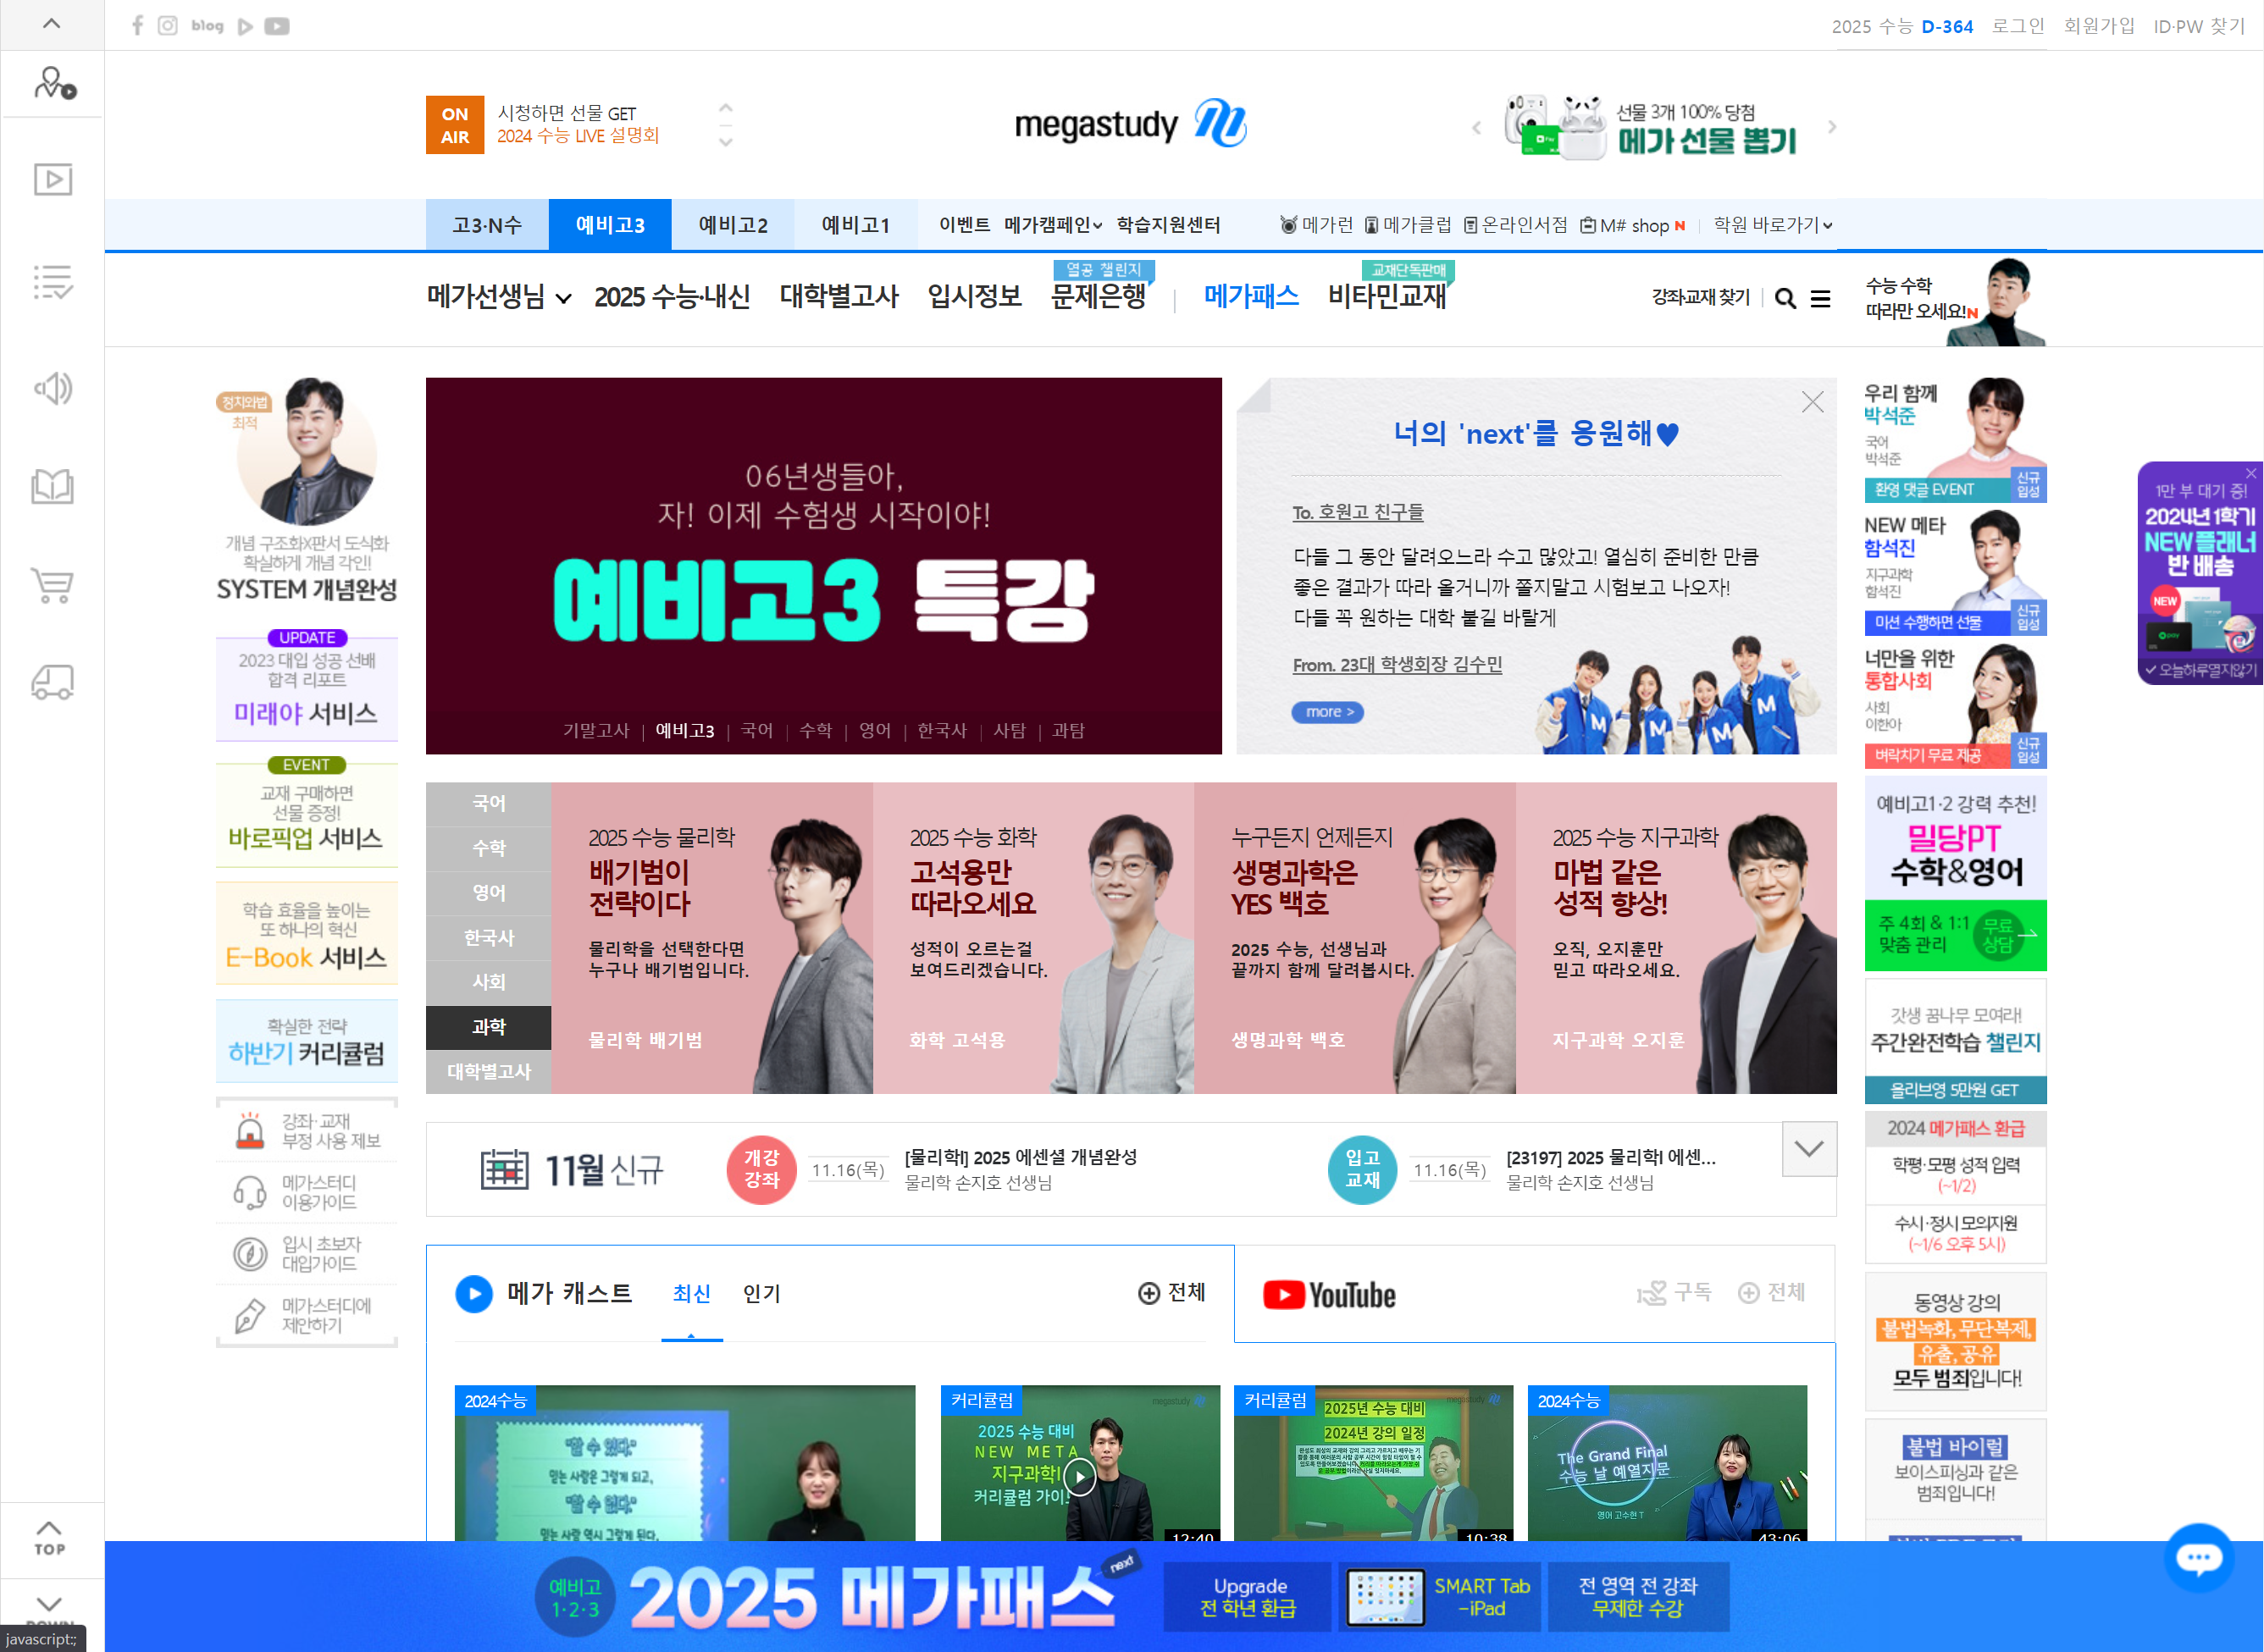 blog
2025 수능 D-364 로그인 회원가입 ID·PW 찾기
ON AIR
시청하면 선물 GET
2024 수능 LIVE 설명회
megastudy
선물 3개 100% 당첨
메가 선물 뽑기
고3·N수 예비고3 예비고2 예비고1 이벤트 메가캠페인 학습지원센터 메가런 메가클럽 온라인서점 M# shop N 학원 바로가기
열공 챌린지
교재단독판매
메가선생님 2025 수능·내신 대학별고사 입시정보 문제은행 메가패스 비타민교재 강좌·교재 찾기
수능 수학
따라만 오세요!N
정치와법
최적
개념 구조화X판서 도식화
확실하게 개념 각인!
SYSTEM 개념완성
UPDATE
2023 대입 성공 선배
합격 리포트
미래야 서비스
EVENT
교재 구매하면
선물 증정!
바로픽업 서비스
학습 효율을 높이는
또 하나의 혁신
E-Book 서비스
확실한 전략
하반기 커리큘럼
강좌·교재
부정 사용 제보
메가스터디
이용가이드
입시 초보자
대입가이드
메가스터디에
제안하기
06년생들아,
자! 이제 수험생 시작이야!
예비고3 특강
기말고사 | 예비고3 | 국어 | 수학 | 영어 | 한국사 | 사탐 | 과탐
너의 'next'를 응원해♥
To. 호원고 친구들
다들 그 동안 달려오느라 수고 많았고! 열심히 준비한 만큼
좋은 결과가 따라 올거니까 쫄지말고 시험보고 나오자!
다들 꼭 원하는 대학 붙길 바랄게
From. 23대 학생회장 김수민
more >
M M M M
우리 함께
박석준
국어
박석준
환영 댓글 EVENT
신규
입성
NEW 메타
함석진
지구과학
함석진
미션 수행하면 선물
신규
입성
너만을 위한
통합사회
사회
이한아
벼락치기 무료 제공
신규
입성
1만 부 대기 중!
2024년 1학기
NEW 플래너
반 배송
NEW
pay
오늘하루열지않기
국어
수학
영어
한국사
사회
과학
대학별고사
2025 수능 물리학
배기범이
전략이다
물리학을 선택한다면
누구나 배기범입니다.
물리학 배기범
2025 수능 화학
고석용만
따라오세요
성적이 오르는걸
보여드리겠습니다.
화학 고석용
누구든지 언제든지
생명과학은
YES 백호
2025 수능, 선생님과
끝까지 함께 달려봅시다.
생명과학 백호
2025 수능 지구과학
마법 같은
성적 향상!
오직, 오지훈만
믿고 따라오세요.
지구과학 오지훈
예비고1·2 강력 추천!
밀당PT
수학&영어
주 4회 & 1:1
맞춤 관리
무료
상담
갓생 꿈나무 모여라!
주간완전학습 챌린지
올리브영 5만원 GET
2024 메가패스 환급
학평·모평 성적 입력
(~1/2)
수시·정시 모의지원
(~1/6 오후 5시)
동영상 강의
불법녹화, 무단복제,
유출, 공유
모두 범죄입니다!
불법 바이럴
보이스피싱과 같은
범죄입니다!
11월 신규
개강
강좌
11.16(목)
[물리학I] 2025 에센셜 개념완성
물리학 손지호 선생님
입고
교재
11.16(목)
[23197] 2025 물리학I 에센...
물리학 손지호 선생님
메가 캐스트 최신 인기 전체
YouTube 구독 전체
2024수능
"할 수 있다."
믿는 사람은 그렇게 되고,
"할 수 없다."
믿는 사람 역시 그렇게 된다.
커리큘럼
megastudy
2025 수능 대비
NEW META
지구과학I
커리큘럼 가이드
12:40
커리큘럼
megastudy
2025년 수능 대비
2024년 강의 일정
10:38
2024수능
The Grand Final
수능 날 예열지문
영어 고수현 T
43:06
예비고
1·2·3
2025 메가패스
next
Upgrade
전 학년 환급
SMART Tab
-iPad
전 영역 전 강좌
무제한 수강
TOP
DOWN
javascript:;